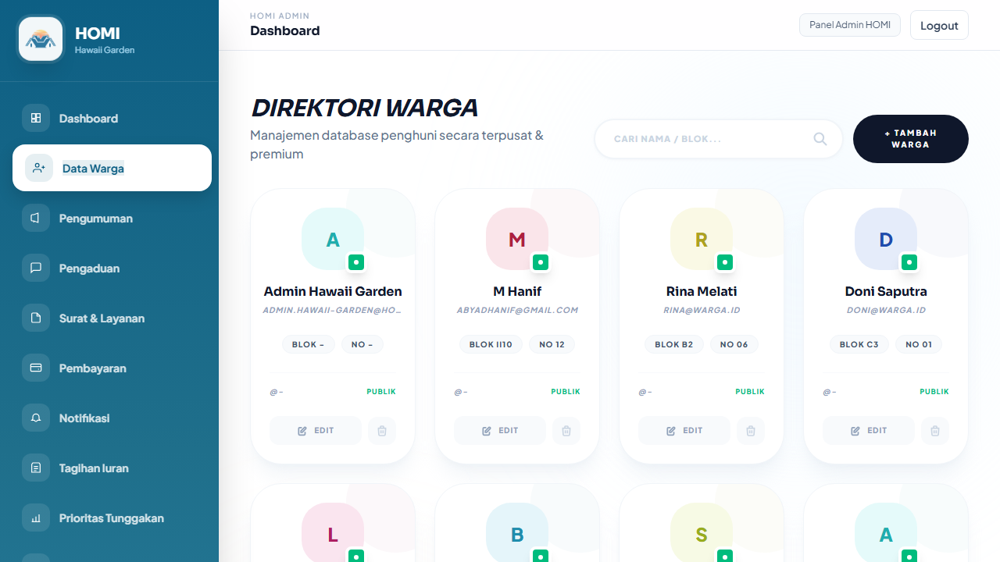 HOMI
Hawaii Garden
Dashboard
Data Warga
Pengumuman
Pengaduan
Surat & Layanan
Pembayaran
Notifikasi
Tagihan Iuran
Prioritas Tunggakan
HOMI ADMIN
Dashboard
Panel Admin HOMI
Logout
DIREKTORI WARGA
Manajemen database penghuni secara terpusat &
premium
CARI NAMA / BLOK...
+ TAMBAH
WARGA
A
Admin Hawaii Garden
ADMIN.HAWAII-GARDEN@HO...
BLOK - NO -
@- PUBLIK
EDIT
M
M Hanif
ABYADHANIF@GMAIL.COM
BLOK II10 NO 12
@- PUBLIK
EDIT
R
Rina Melati
RINA@WARGA.ID
BLOK B2 NO 06
@- PUBLIK
EDIT
D
Doni Saputra
DONI@WARGA.ID
BLOK C3 NO 01
@- PUBLIK
EDIT
L
B
S
A